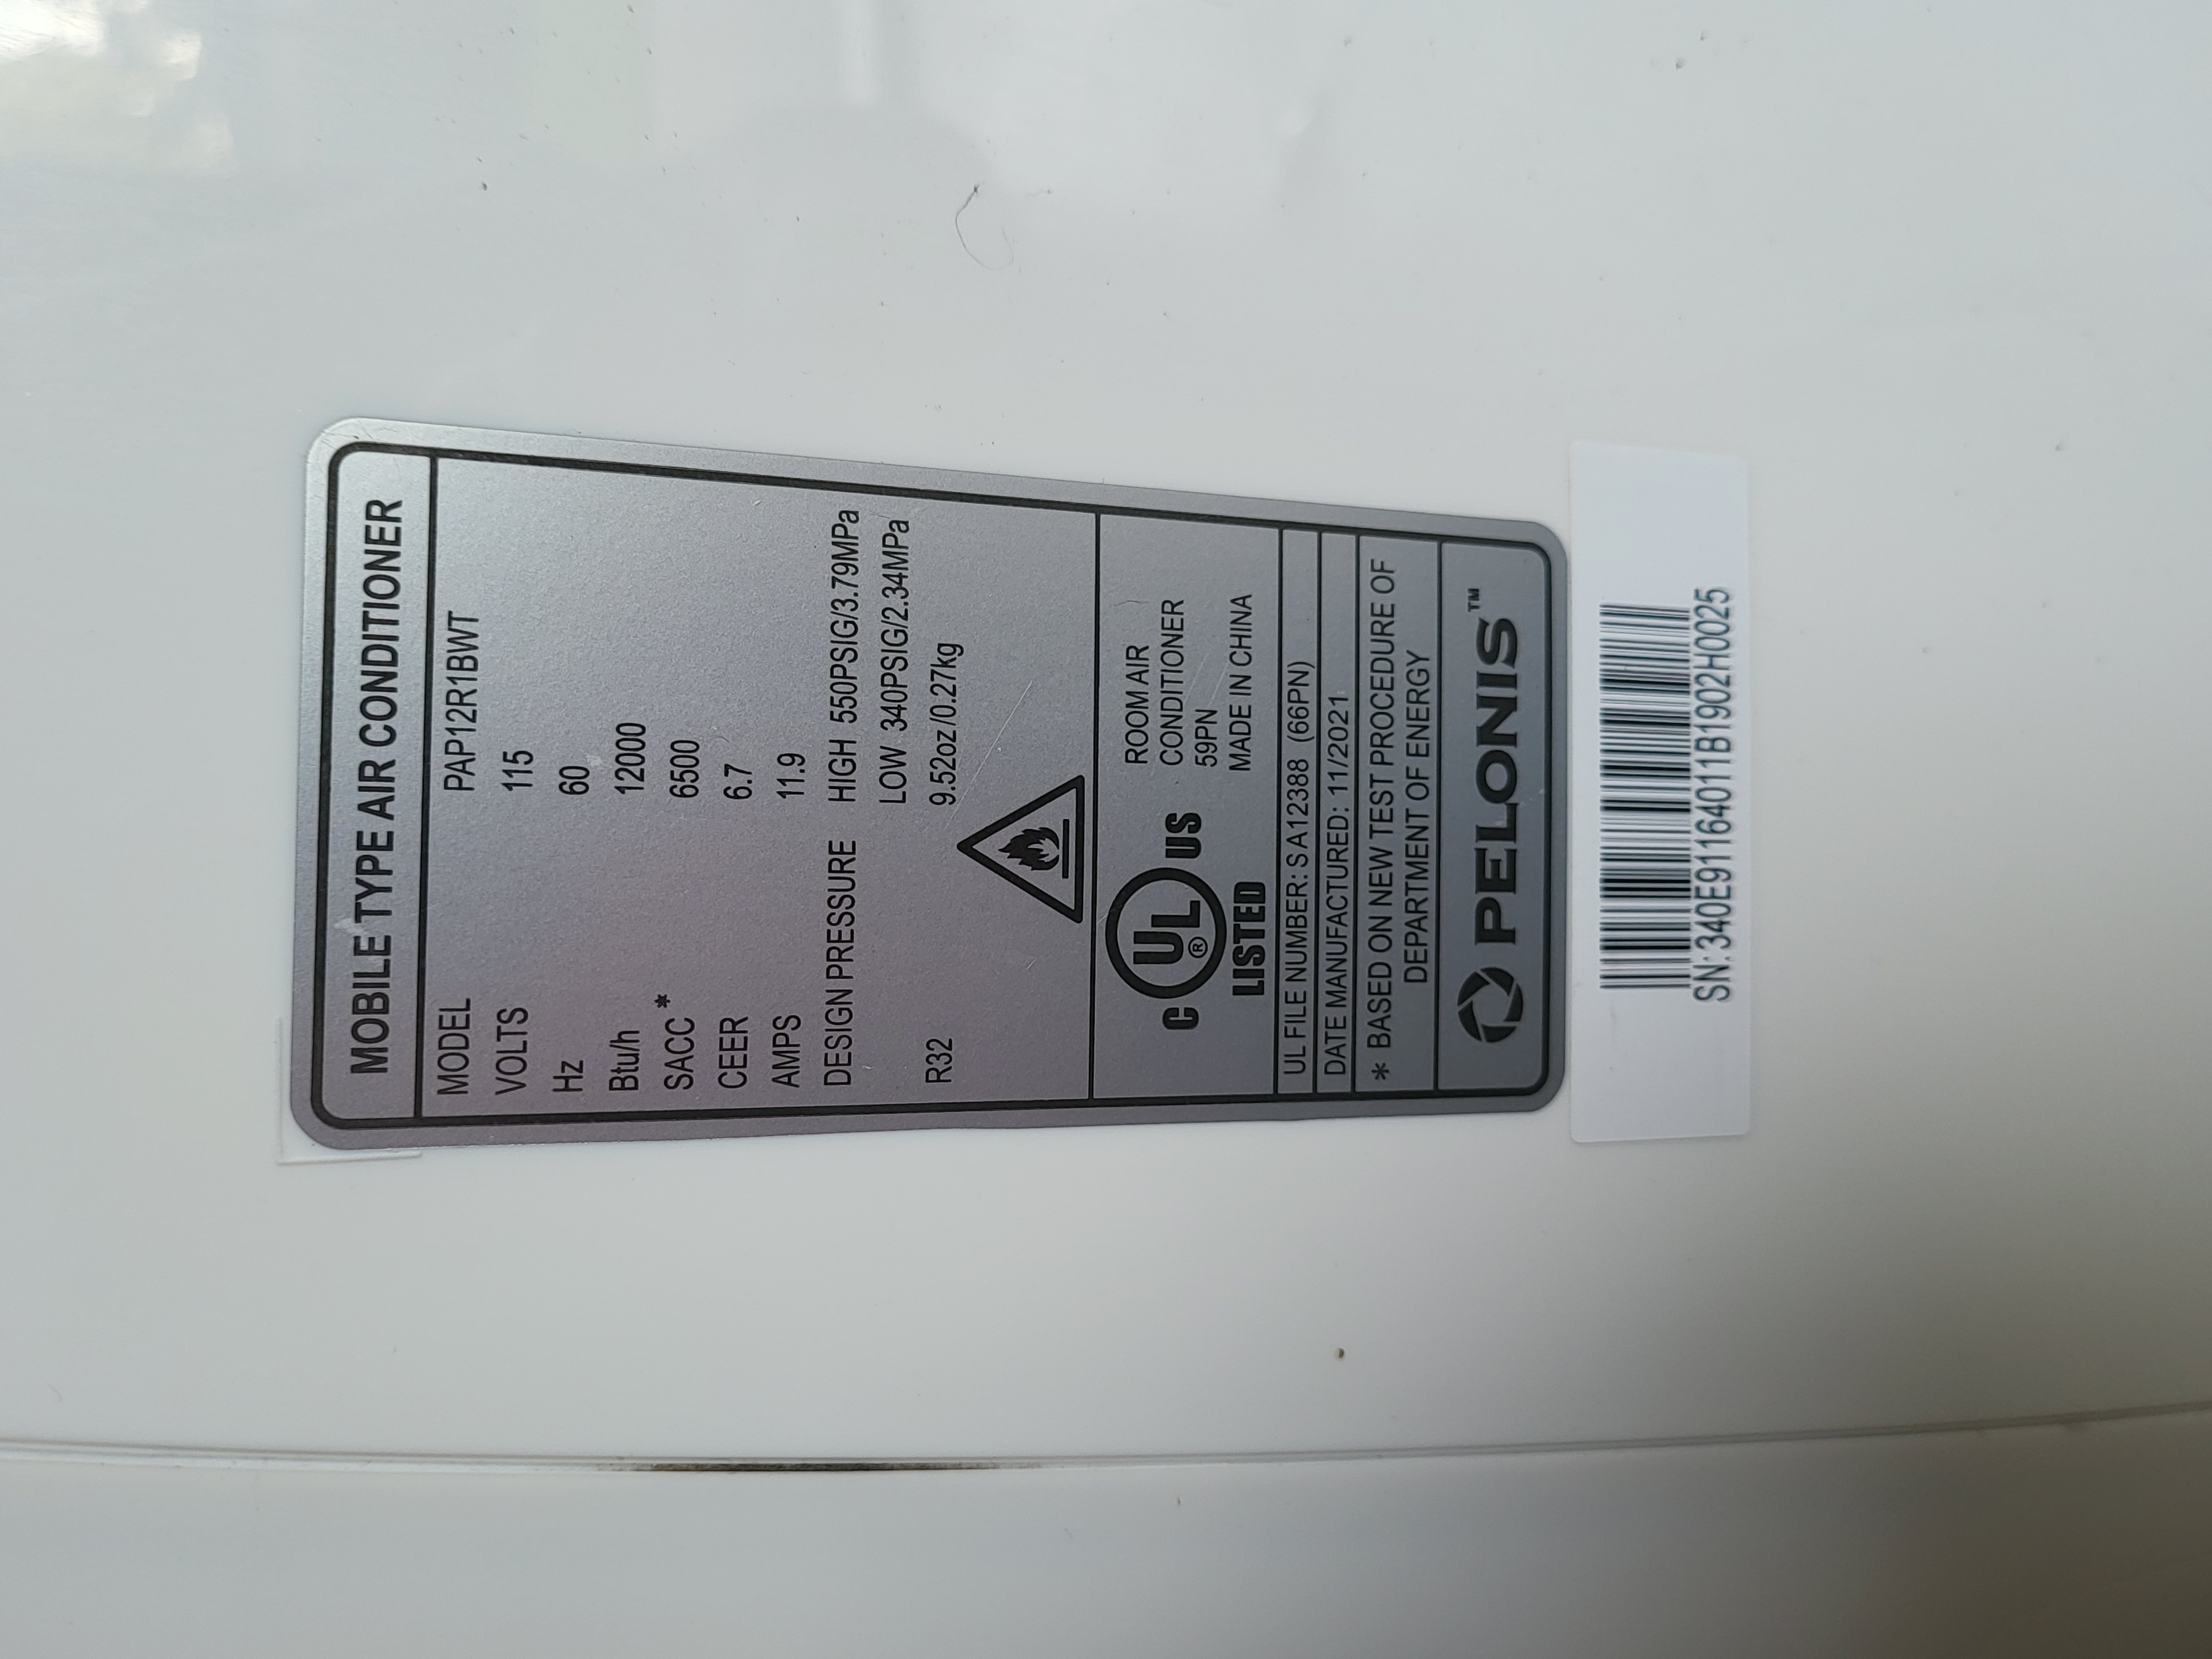 MOBILE TYPE AIR CONDITIONER
MODEL PAP12R1BWT
VOLTS 115
Hz 60
Btu/h 12000
SACC* 6500
CEER 6.7
AMPS 11.9
DESIGN PRESSURE HIGH 550PSIG/3.79MPa
LOW 340PSIG/2.34MPa
R32 9.52oz/0.27kg
C UL® US
LISTED
ROOM AIR
CONDITIONER
59PN
MADE IN CHINA
UL FILE NUMBER: SA12388 (66PN)
DATE MANUFACTURED: 11/2021
* BASED ON NEW TEST PROCEDURE OF
DEPARTMENT OF ENERGY
PELONIS™
SN:340E9116401​1B1902H0025